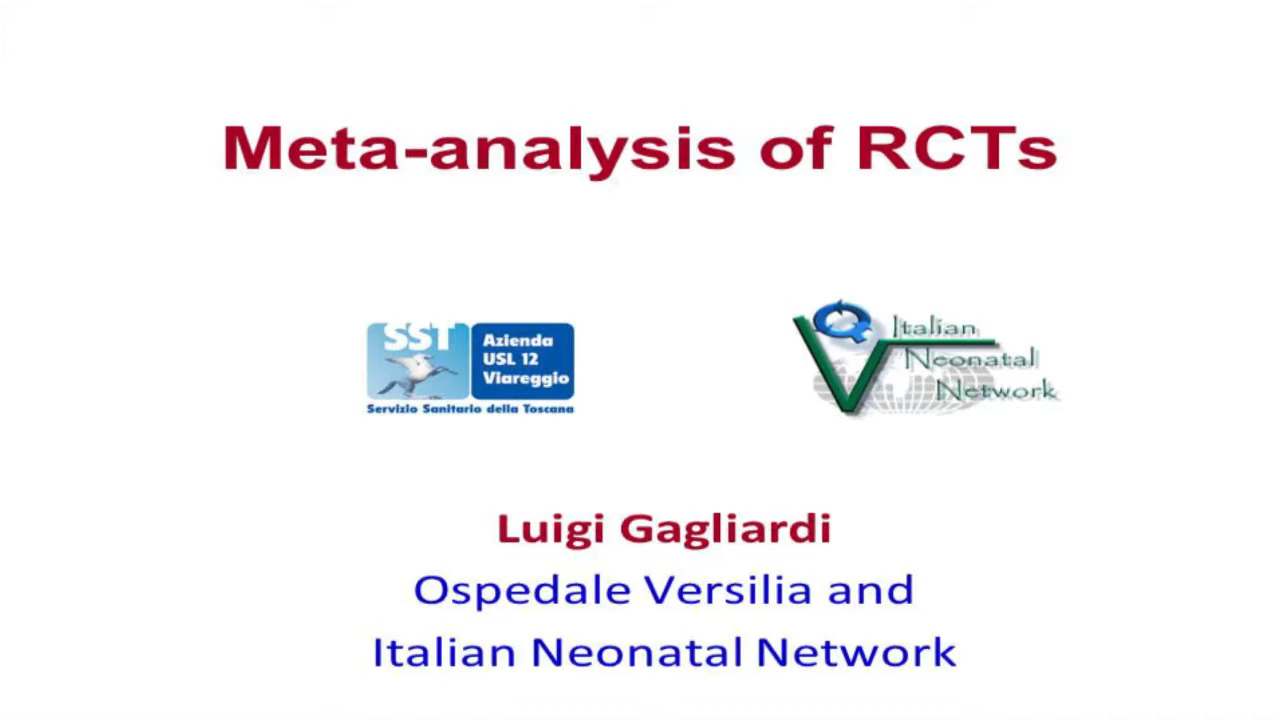 Meta-analysis of RCTs
SST
Azienda
USL 12
Viareggio
Servizio Sanitario della Toscana
Italian
Neonatal
Network
Luigi Gagliardi
Ospedale Versilia and
Italian Neonatal Network